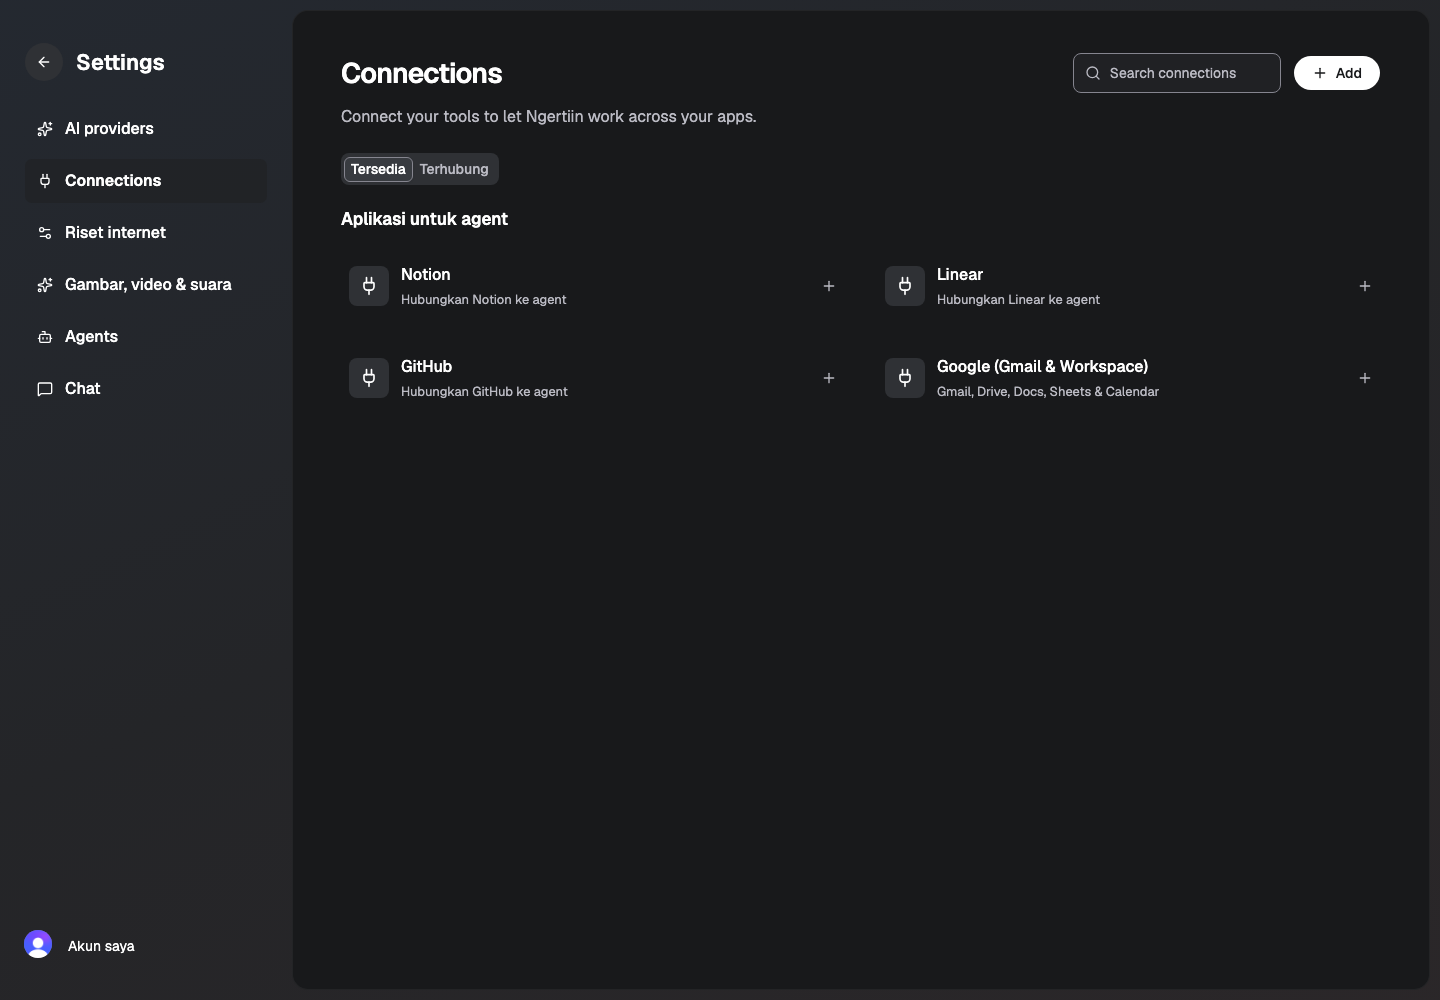 Settings
AI providers
Connections
Riset internet
Gambar, video & suara
Agents
Chat
Akun saya
Connections
Search connections
Add
Connect your tools to let Ngertiin work across your apps.
Tersedia
Terhubung
Aplikasi untuk agent
Notion
Hubungkan Notion ke agent
Linear
Hubungkan Linear ke agent
GitHub
Hubungkan GitHub ke agent
Google (Gmail & Workspace)
Gmail, Drive, Docs, Sheets & Calendar